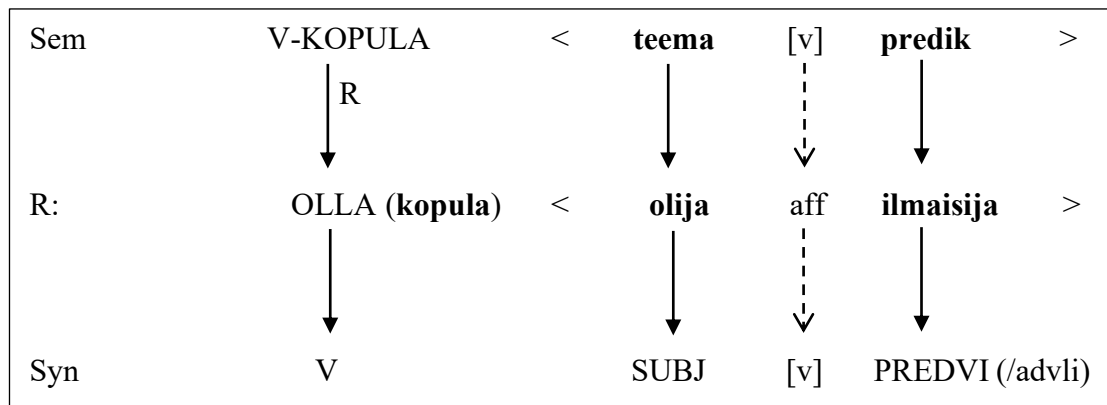 Sem V-KOPULA < teema [v] predik >
R
R: OLLA (kopula) < olija aff ilmaisija >
Syn V SUBJ [v] PREDVI (/advli)